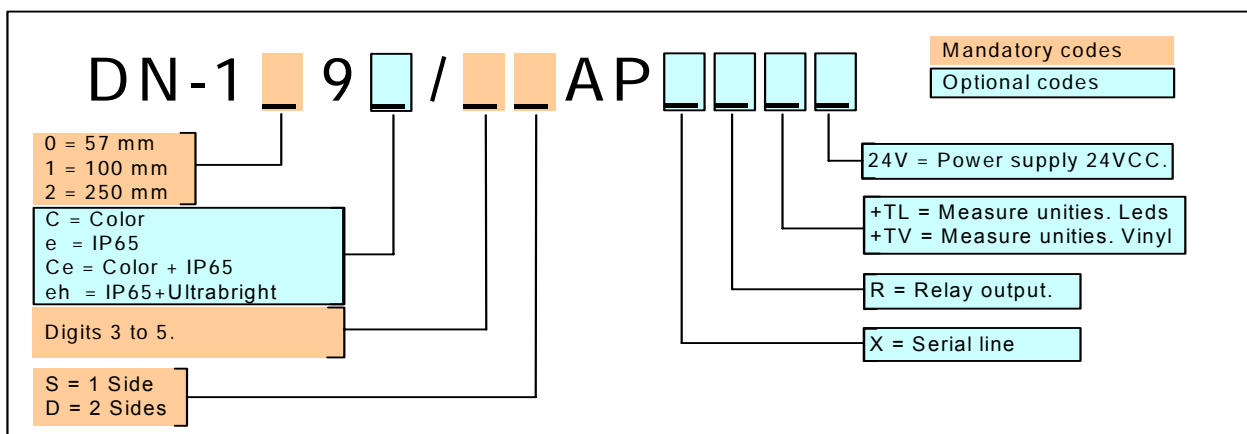 DN-1_ 9_ / _ _ AP _ _ _ _
Mandatory codes
Optional codes
0 = 57 mm
1 = 100 mm
2 = 250 mm
C = Color
e = IP65
Ce = Color + IP65
eh = IP65+Ultrabright
Digits 3 to 5.
S = 1 Side
D = 2 Sides
24V = Power supply 24VCC.
+TL = Measure unities. Leds
+TV = Measure unities. Vinyl
R = Relay output.
X = Serial line